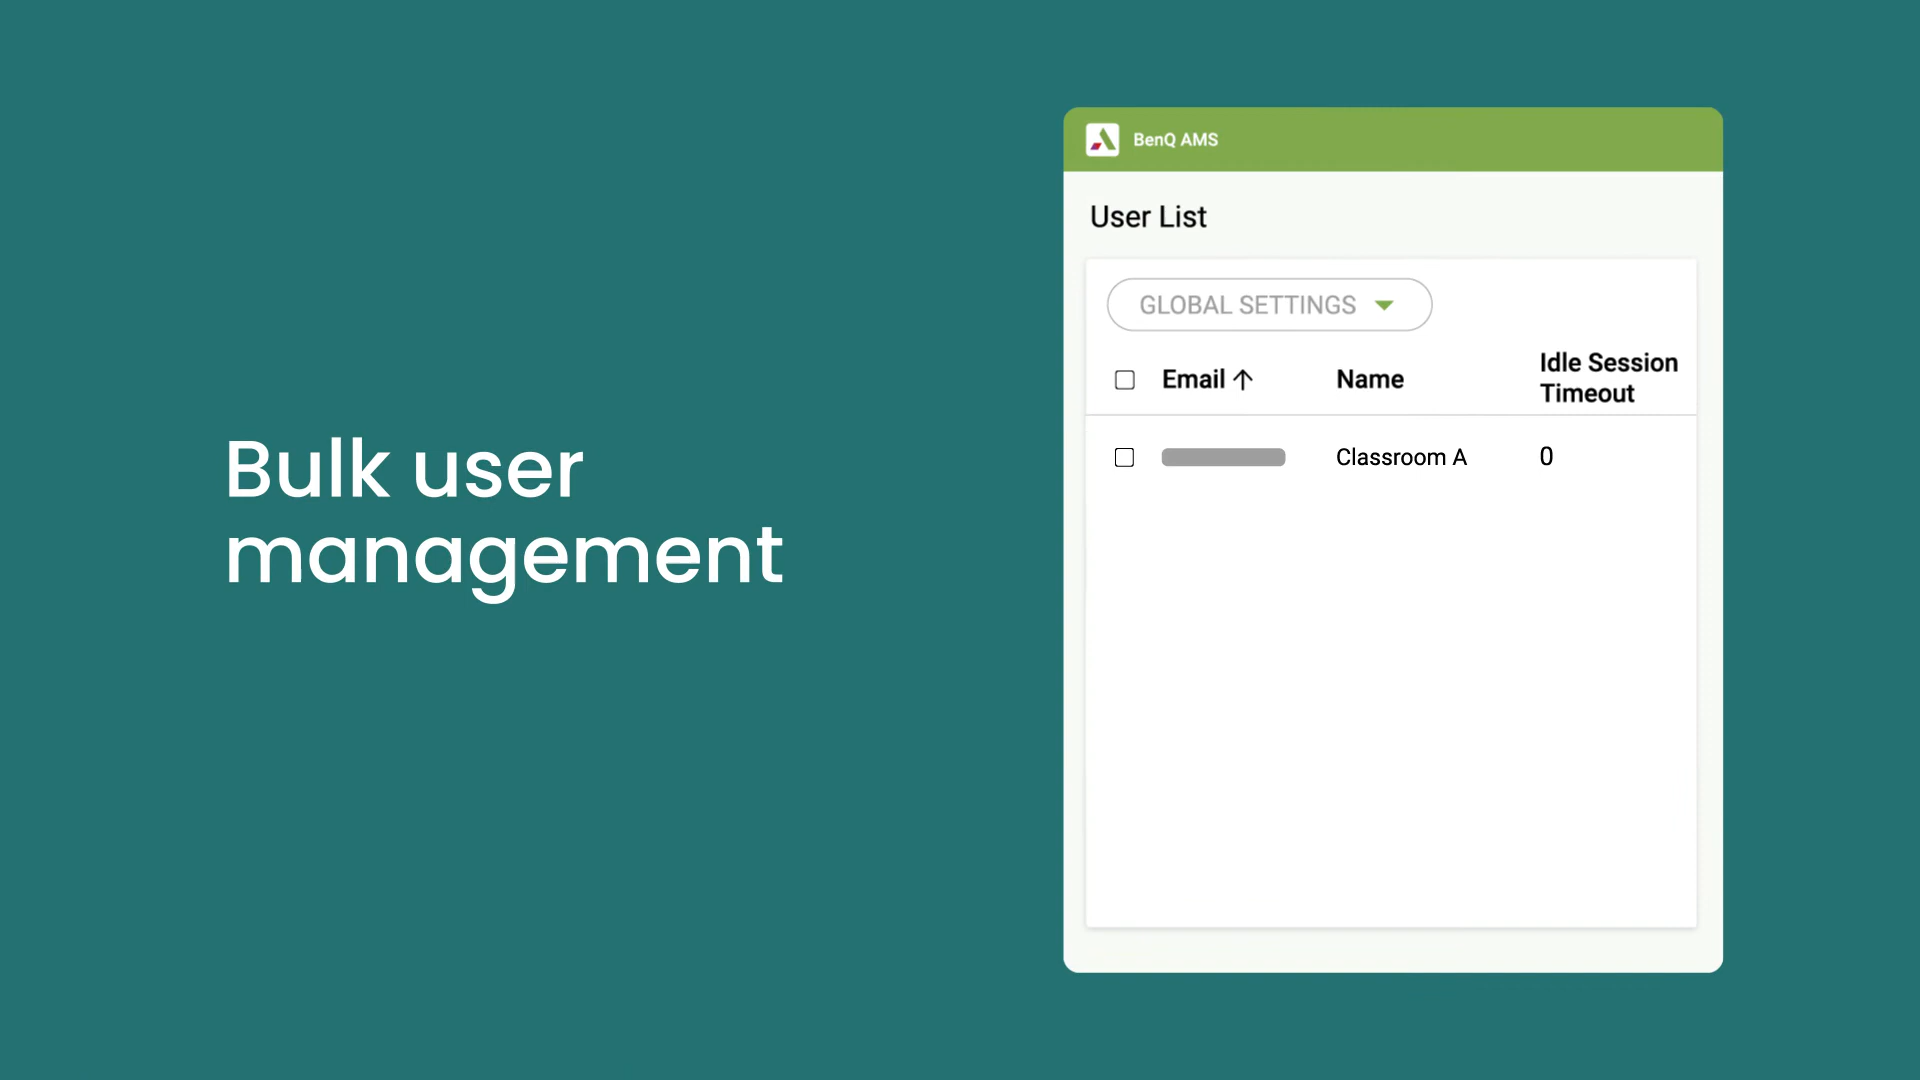 Bulk user
management
BenQ AMS
User List
GLOBAL SETTINGS
Email ↑ Name Idle Session
Timeout
Classroom A 0